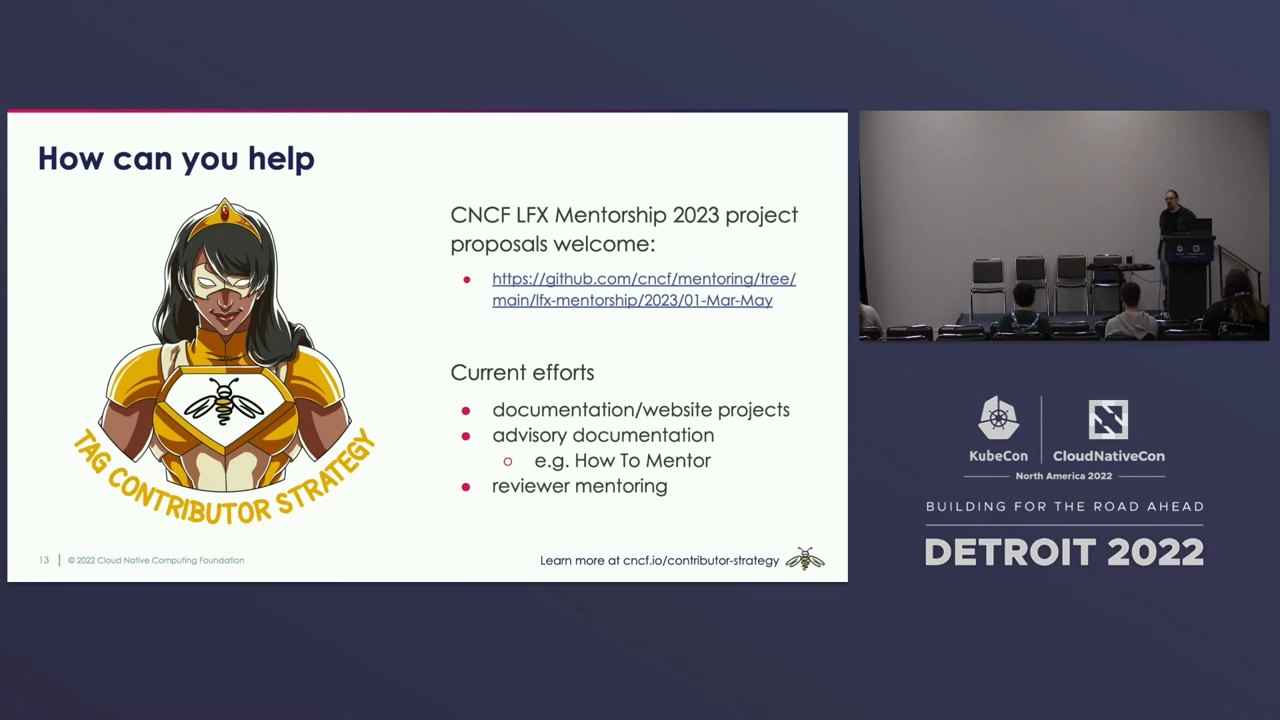 How can you help
TAG CONTRIBUTOR STRATEGY
CNCF LFX Mentorship 2023 project
proposals welcome:
https://github.com/cncf/mentoring/tree/
main/lfx-mentorship/2023/01-Mar-May
Current efforts
documentation/website projects
advisory documentation
e.g. How To Mentor
reviewer mentoring
13
© 2022 Cloud Native Computing Foundation
Learn more at cncf.io/contributor-strategy
KubeCon
CloudNativeCon
North America 2022
BUILDING FOR THE ROAD AHEAD
DETROIT 2022